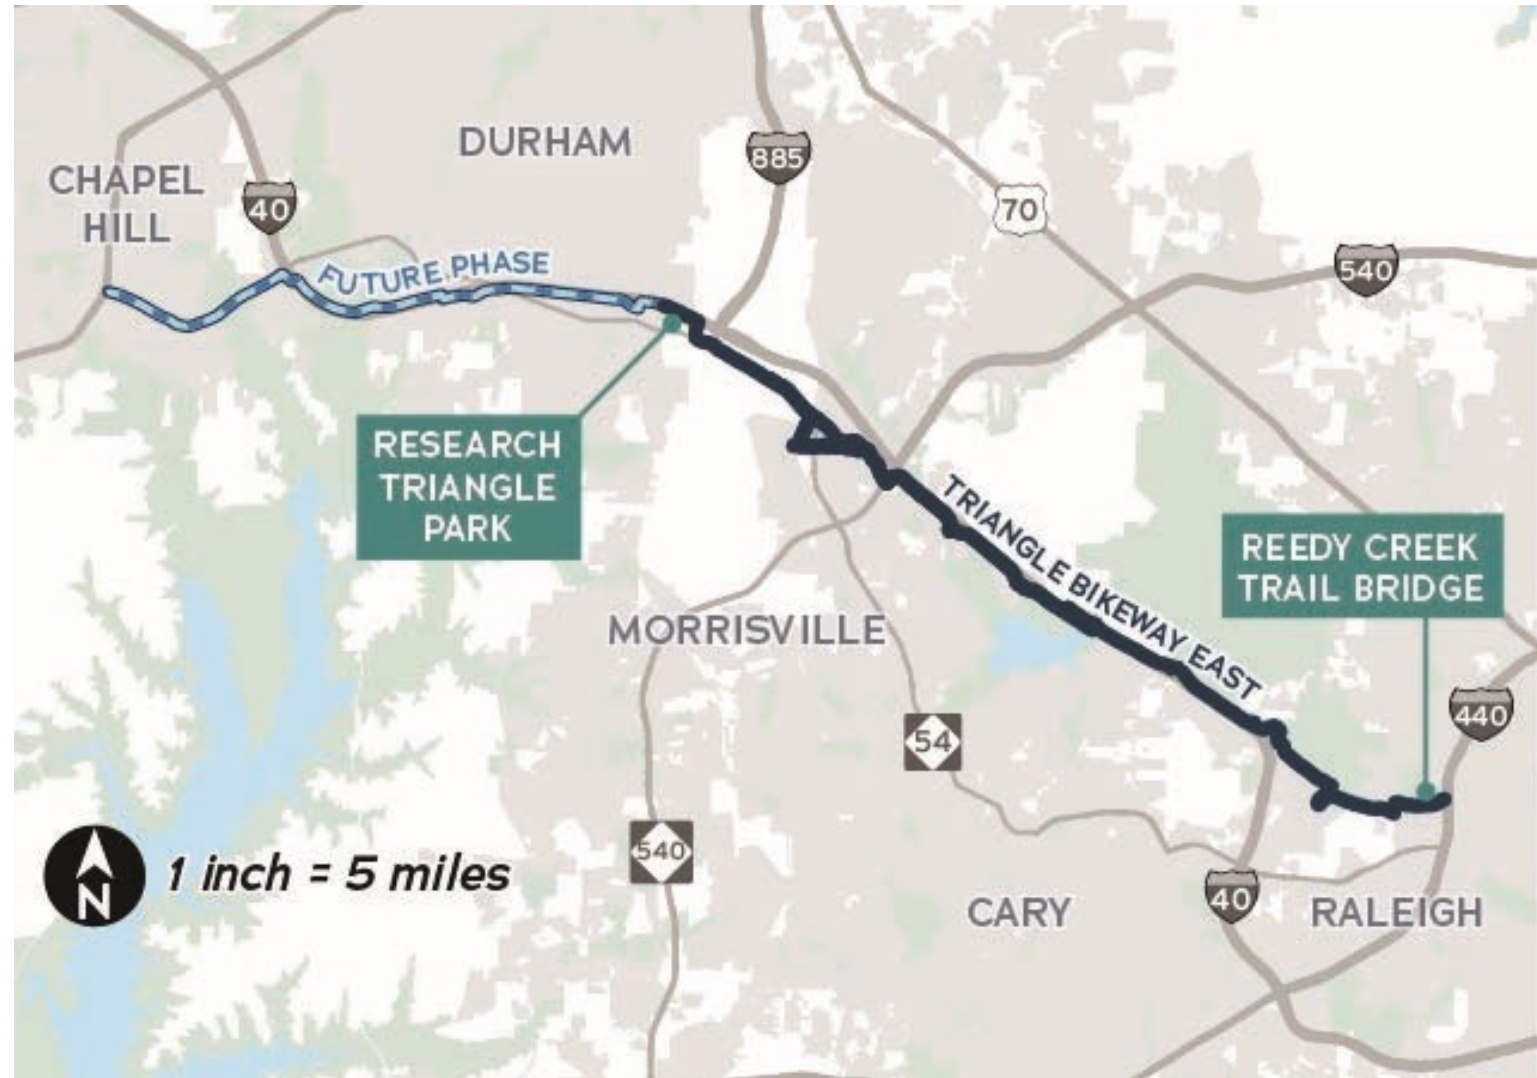 DURHAM
885
CHAPEL
HILL
40
70
540
FUTURE PHASE
RESEARCH
TRIANGLE
PARK
TRIANGLE BIKEWAY EAST
REEDY CREEK
TRAIL BRIDGE
MORRISVILLE
440
54
540
N
1 inch = 5 miles
40
CARY
RALEIGH